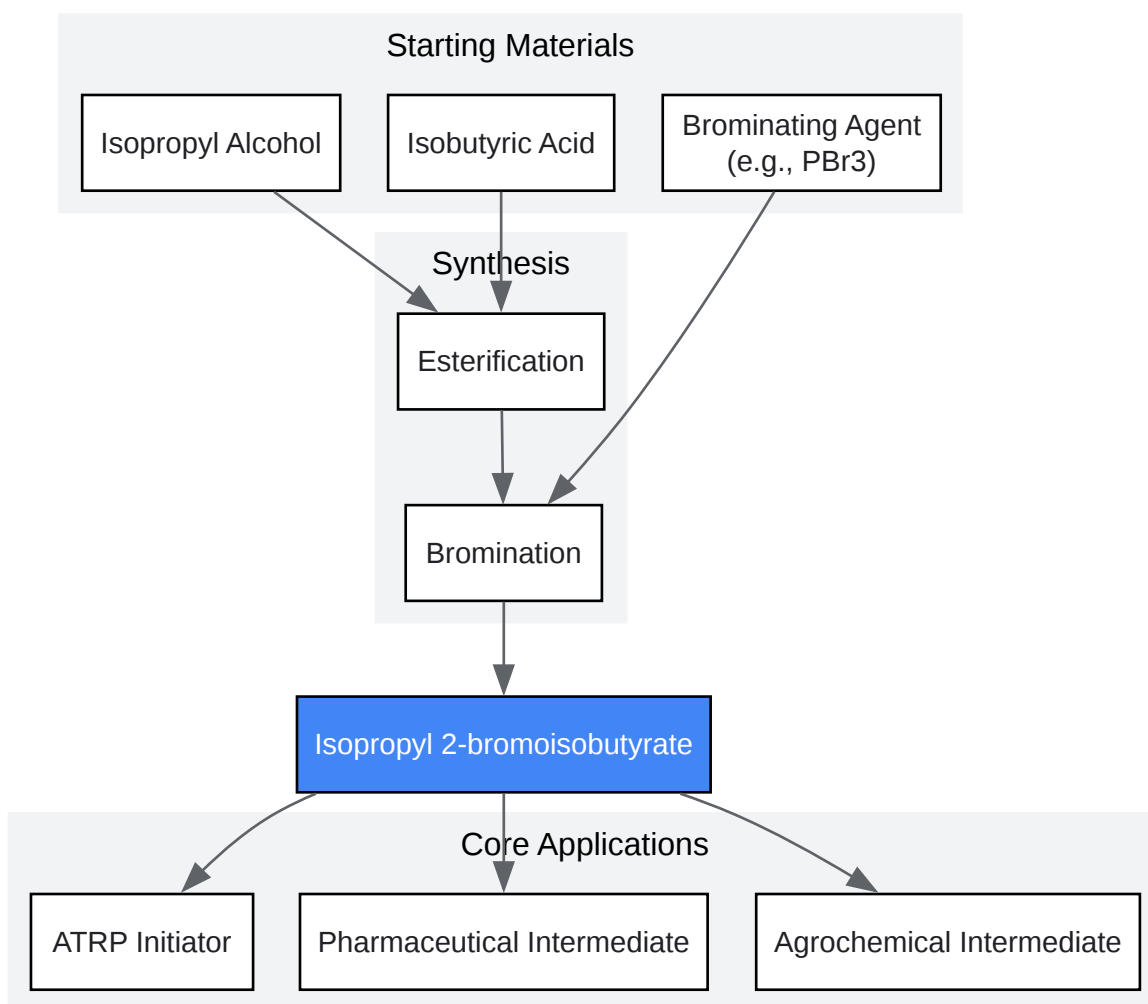 Starting Materials
Isopropyl Alcohol
Isobutyric Acid
Brominating Agent
(e.g., PBr3)
Synthesis
Esterification
Bromination
Isopropyl 2-bromoisobutyrate
Core Applications
ATRP Initiator
Pharmaceutical Intermediate
Agrochemical Intermediate